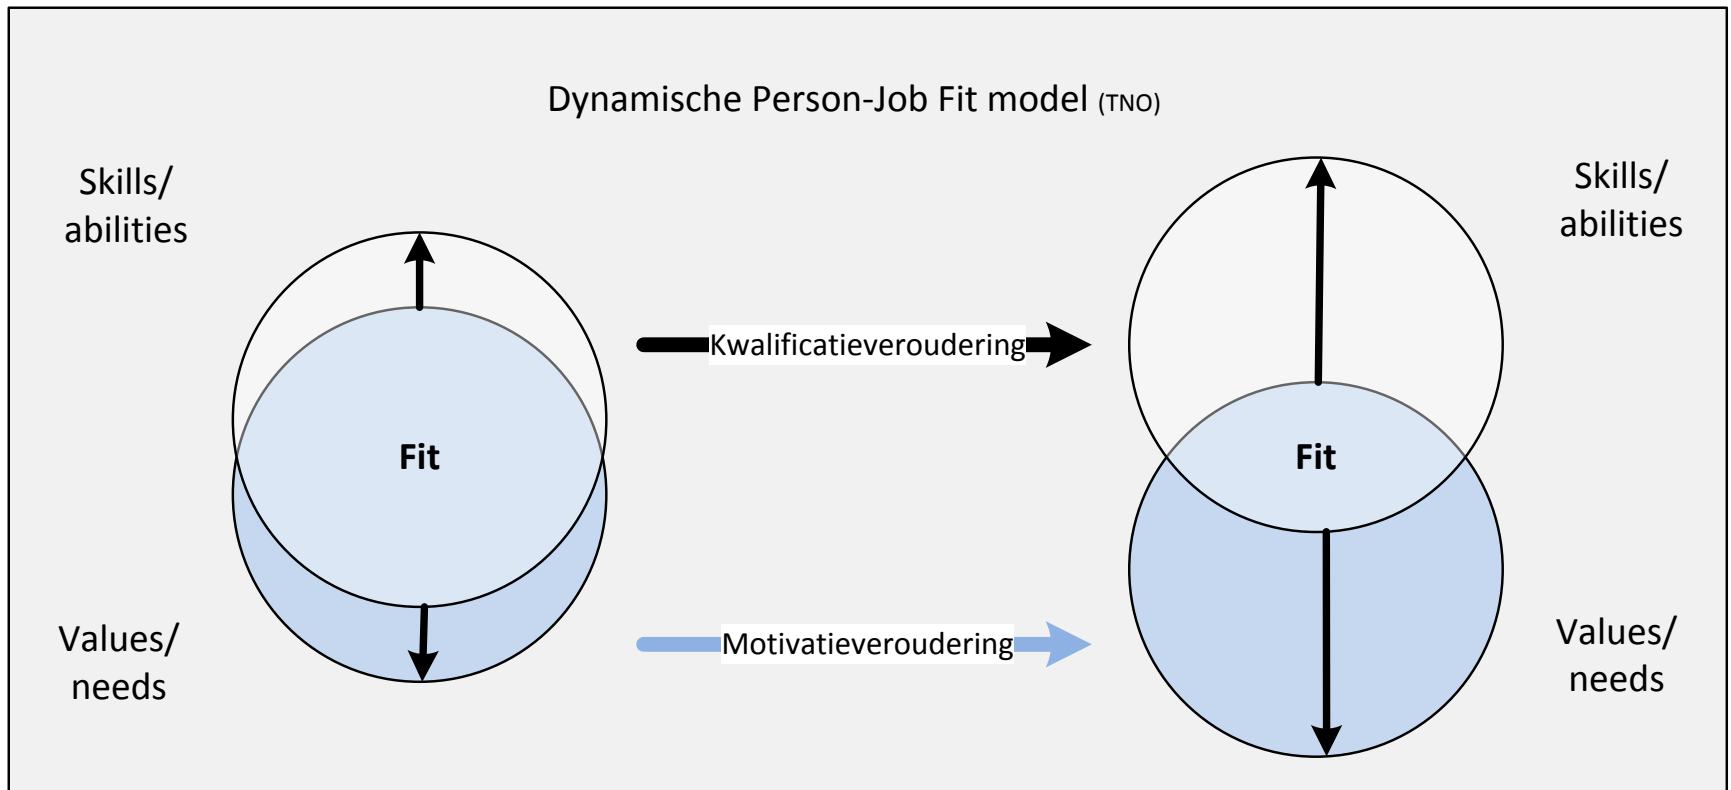 Dynamische Person-Job Fit model (TNO)
Skills/
abilities
Skills/
abilities
Kwalificatieveroudering
Fit
Fit
Values/
needs
Motivatieveroudering
Values/
needs